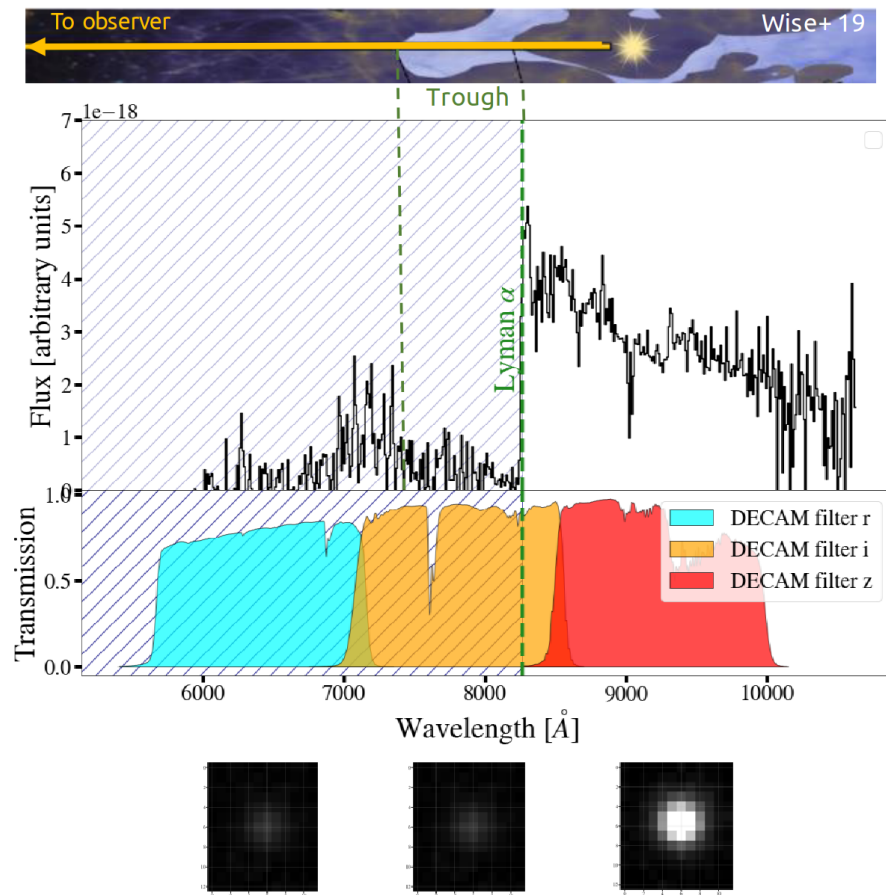 To observer
Wise+ 19
Trough
1e−18
7
6
5
4
3
2
1
0
Flux [arbitrary units]
Lyman α
1.0
0.5
0.0
Transmission
DECAM filter r
DECAM filter i
DECAM filter z
6000 7000 8000 9000 10000
Wavelength [Å]